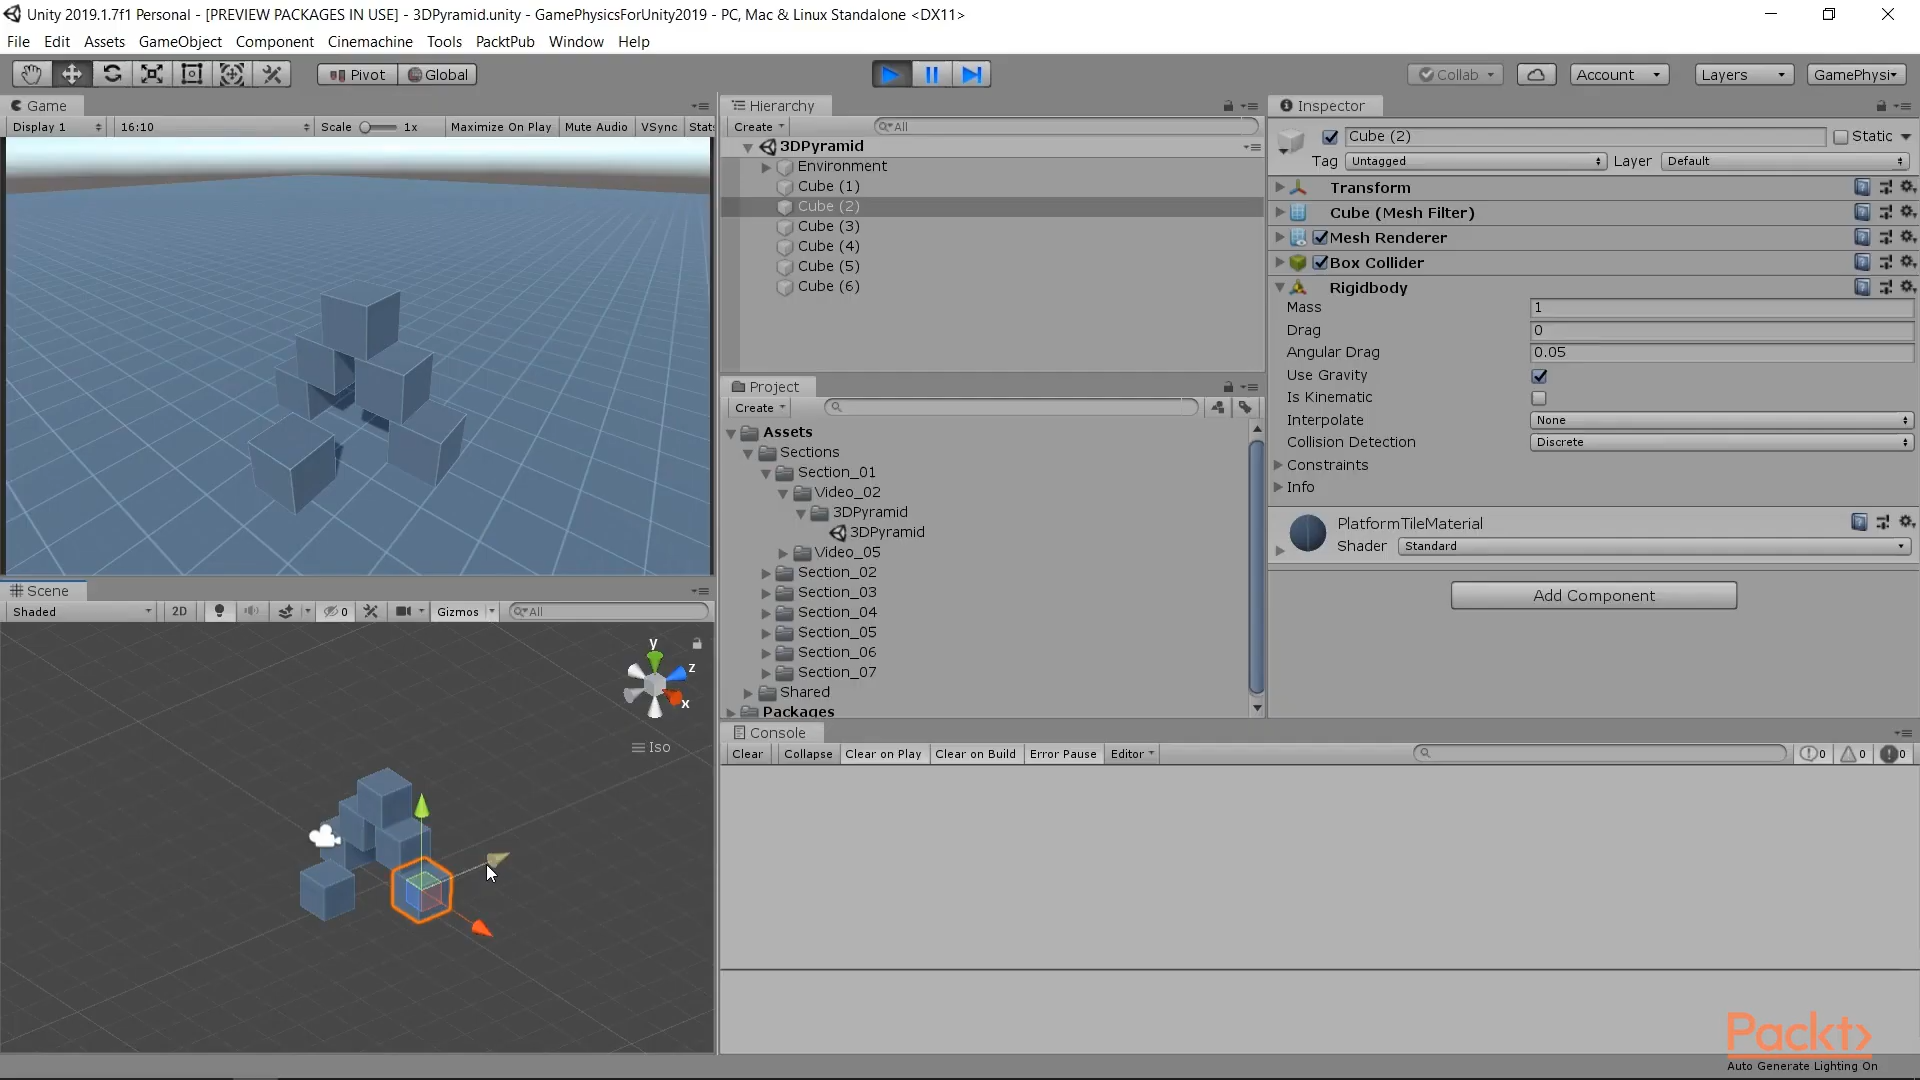 Unity 2019.1.7f1 Personal - [PREVIEW PACKAGES IN USE] - 3DPyramid.unity - GamePhysicsForUnity2019 - PC, Mac & Linux Standalone <DX11>
File Edit Assets GameObject Component Cinemachine Tools PacktPub Window Help
Pivot Global Collab Account Layers GamePhysi
Game
Display 1 16:10 Scale 1x Maximize On Play Mute Audio VSync Stats
Hierarchy
Create All
3DPyramid
Environment
Cube (1)
Cube (2)
Cube (3)
Cube (4)
Cube (5)
Cube (6)
Project
Create
Assets
Sections
Section_01
Video_02
3DPyramid
3DPyramid
Video_05
Section_02
Section_03
Section_04
Section_05
Section_06
Section_07
Shared
Packages
Inspector
Cube (2) Static
Tag Untagged Layer Default
Transform
Cube (Mesh Filter)
Mesh Renderer
Box Collider
Rigidbody
Mass 1
Drag 0
Angular Drag 0.05
Use Gravity
Is Kinematic
Interpolate None
Collision Detection Discrete
Constraints
Info
PlatformTileMaterial
Shader Standard
Add Component
Scene
Shaded 2D 0 Gizmos All
y
z
x
Iso
Console
Clear Collapse Clear on Play Clear on Build Error Pause Editor 0 0 0
Packt>
Auto Generate Lighting On